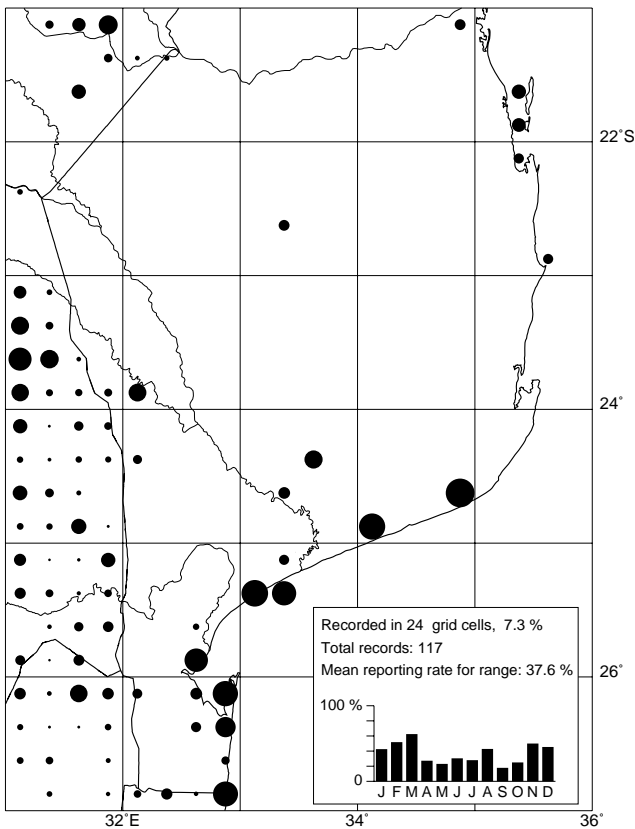 22˚S
24˚
Recorded in 24 grid cells, 7.3 %
Total records: 117
Mean reporting rate for range: 37.6 %
26˚
100 %
0
J F M A M J J A S O N D
32˚E 34˚ 36˚